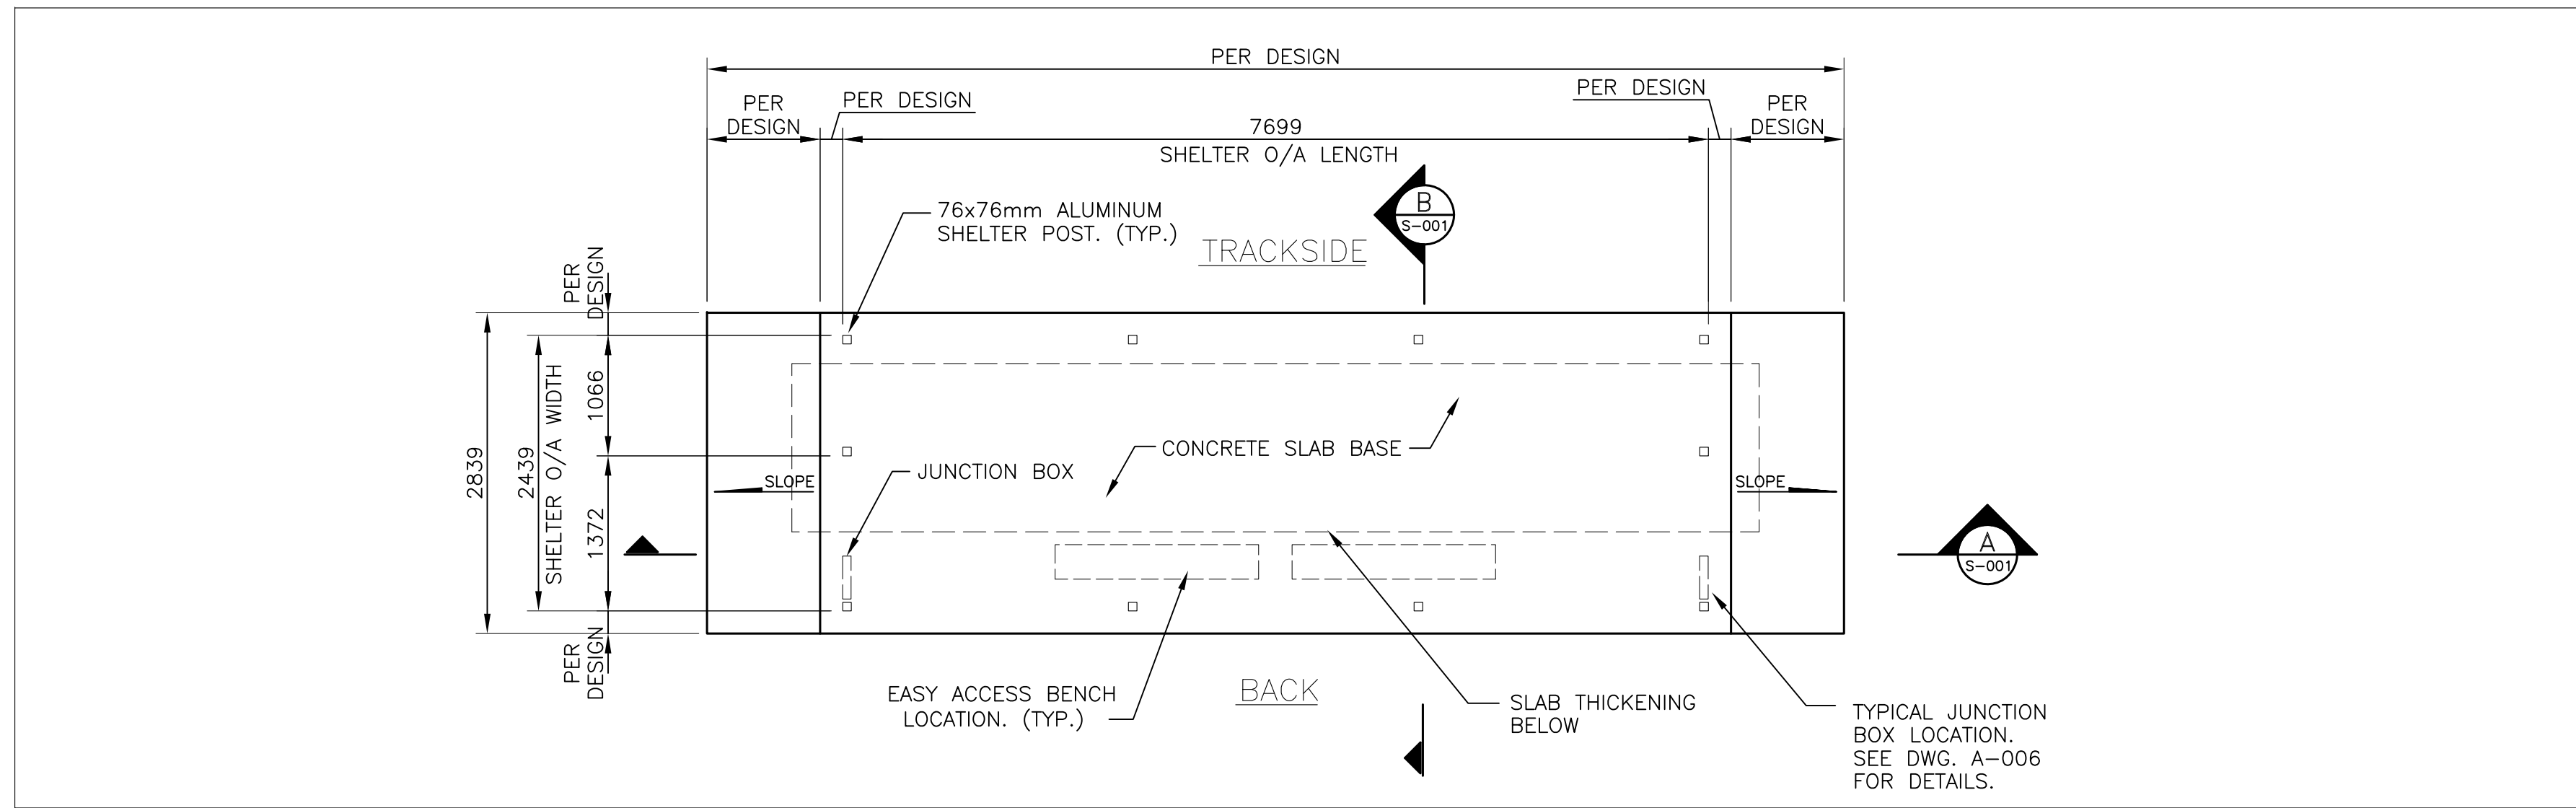 PER DESIGN
PER
DESIGN
PER DESIGN
PER DESIGN
PER
DESIGN
7699
SHELTER O/A LENGTH
76x76mm ALUMINUM
SHELTER POST. (TYP.)
B
S-001
TRACKSIDE
PER
DESIGN
2839
2439
SHELTER O/A WIDTH
1066
1372
PER
DESIGN
CONCRETE SLAB BASE
JUNCTION BOX
SLOPE
SLOPE
A
S-001
EASY ACCESS BENCH
LOCATION. (TYP.)
BACK
SLAB THICKENING
BELOW
TYPICAL JUNCTION
BOX LOCATION.
SEE DWG. A-006
FOR DETAILS.